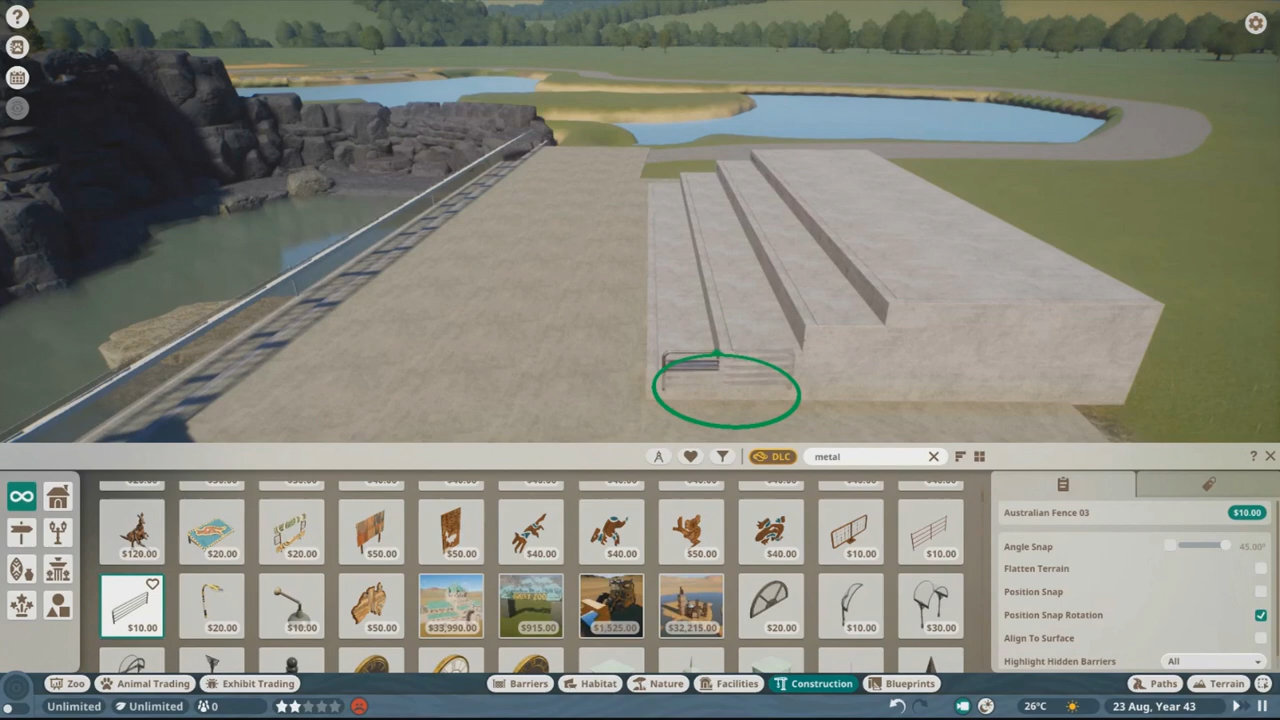 ?
DLC
metal
?
$120.00
$20.00
$20.00
$50.00
$50.00
$40.00
$40.00
$50.00
$40.00
$10.00
$10.00
$10.00
$20.00
$10.00
$50.00
$33,990.00
$915.00
$1,525.00
$32,215.00
$20.00
$10.00
$30.00
Australian Fence 03 $10.00
Angle Snap 45.00°
Flatten Terrain
Position Snap
Position Snap Rotation
Align To Surface
Highlight Hidden Barriers All
Zoo Animal Trading Exhibit Trading Barriers Habitat Nature Facilities Construction Blueprints Paths Terrain
Unlimited Unlimited 0 26°C 23 Aug, Year 43